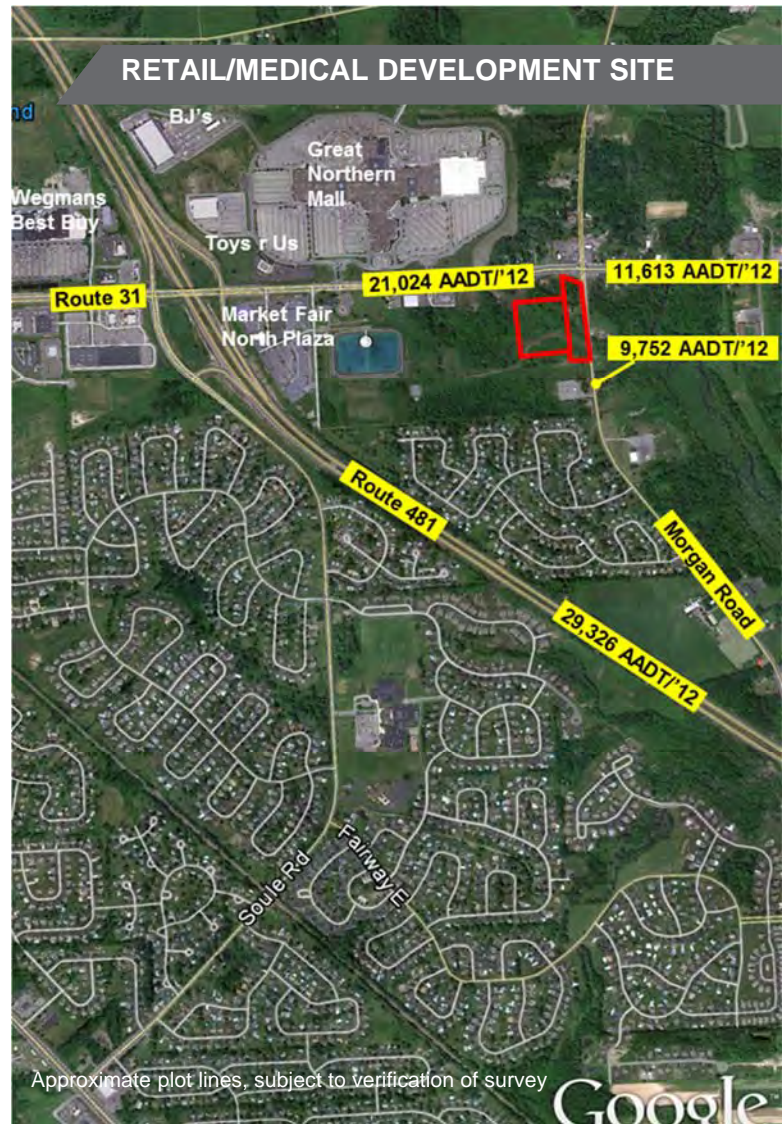 RETAIL/MEDICAL DEVELOPMENT SITE
nd
BJ's
Great
Northern
Mall
Wegmans
Best Buy
Toys r Us
21,024 AADT/'12
11,613 AADT/'12
Route 31
Market Fair
North Plaza
9,752 AADT/'12
Route 481
Morgan Road
29,326 AADT/'12
Fairway E
Soule Rd
Approximate plot lines, subject to verification of survey
Google